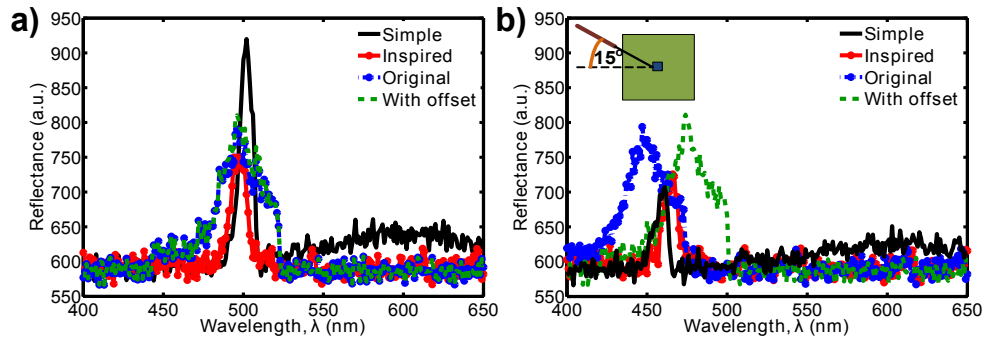 a)
950
900
850
800
750
700
650
600
550
400
450
500
550
600
650
Reflectance (a.u.)
Wavelength, λ (nm)
Simple
Inspired
Original
With offset
b)
950
900
850
800
750
700
650
600
550
400
450
500
550
600
650
Reflectance (a.u.)
Wavelength, λ (nm)
15°
Simple
Inspired
Original
With offset